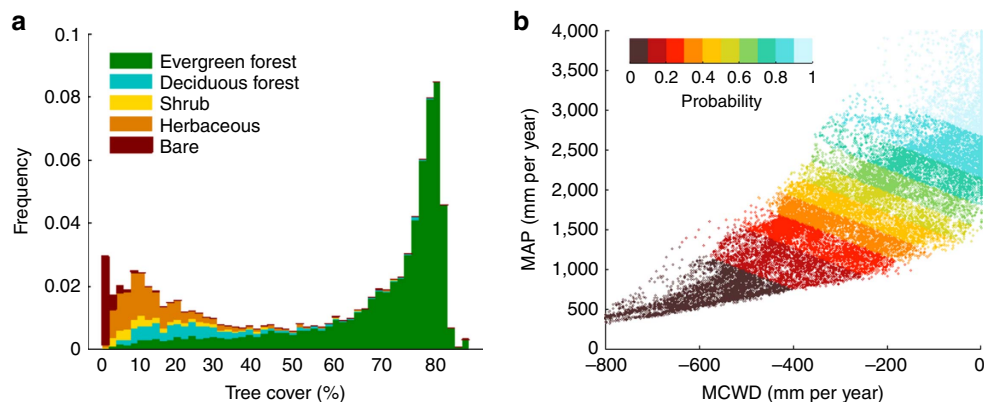 a
0.1
0.08
0.06
0.04
0.02
0
Frequency
Evergreen forest
Deciduous forest
Shrub
Herbaceous
Bare
0 10 20 30 40 50 60 70 80
Tree cover (%)
b
4,000
3,500
3,000
2,500
2,000
1,500
1,000
500
0
MAP (mm per year)
0 0.2 0.4 0.6 0.8 1
Probability
−800 −600 −400 −200 0
MCWD (mm per year)